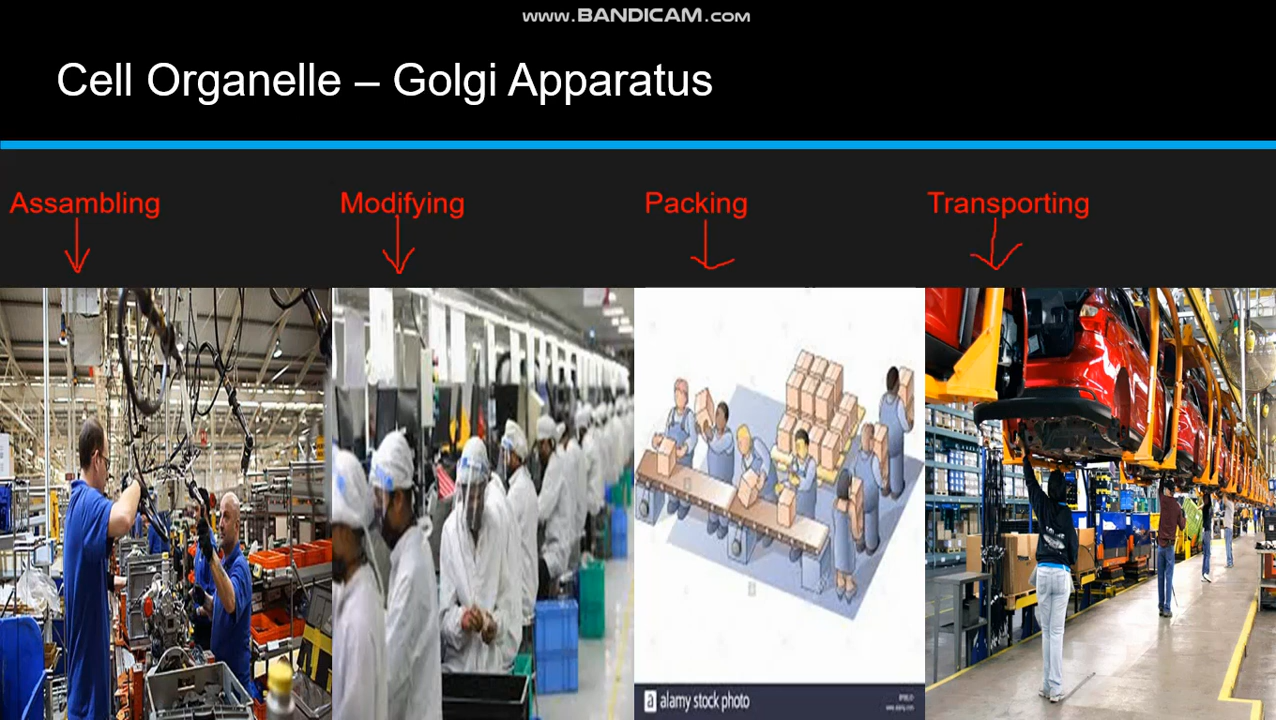 www.BANDICAM.com
Cell Organelle – Golgi Apparatus
Assambling
Modifying
Packing
Transporting
a alamy stock photo